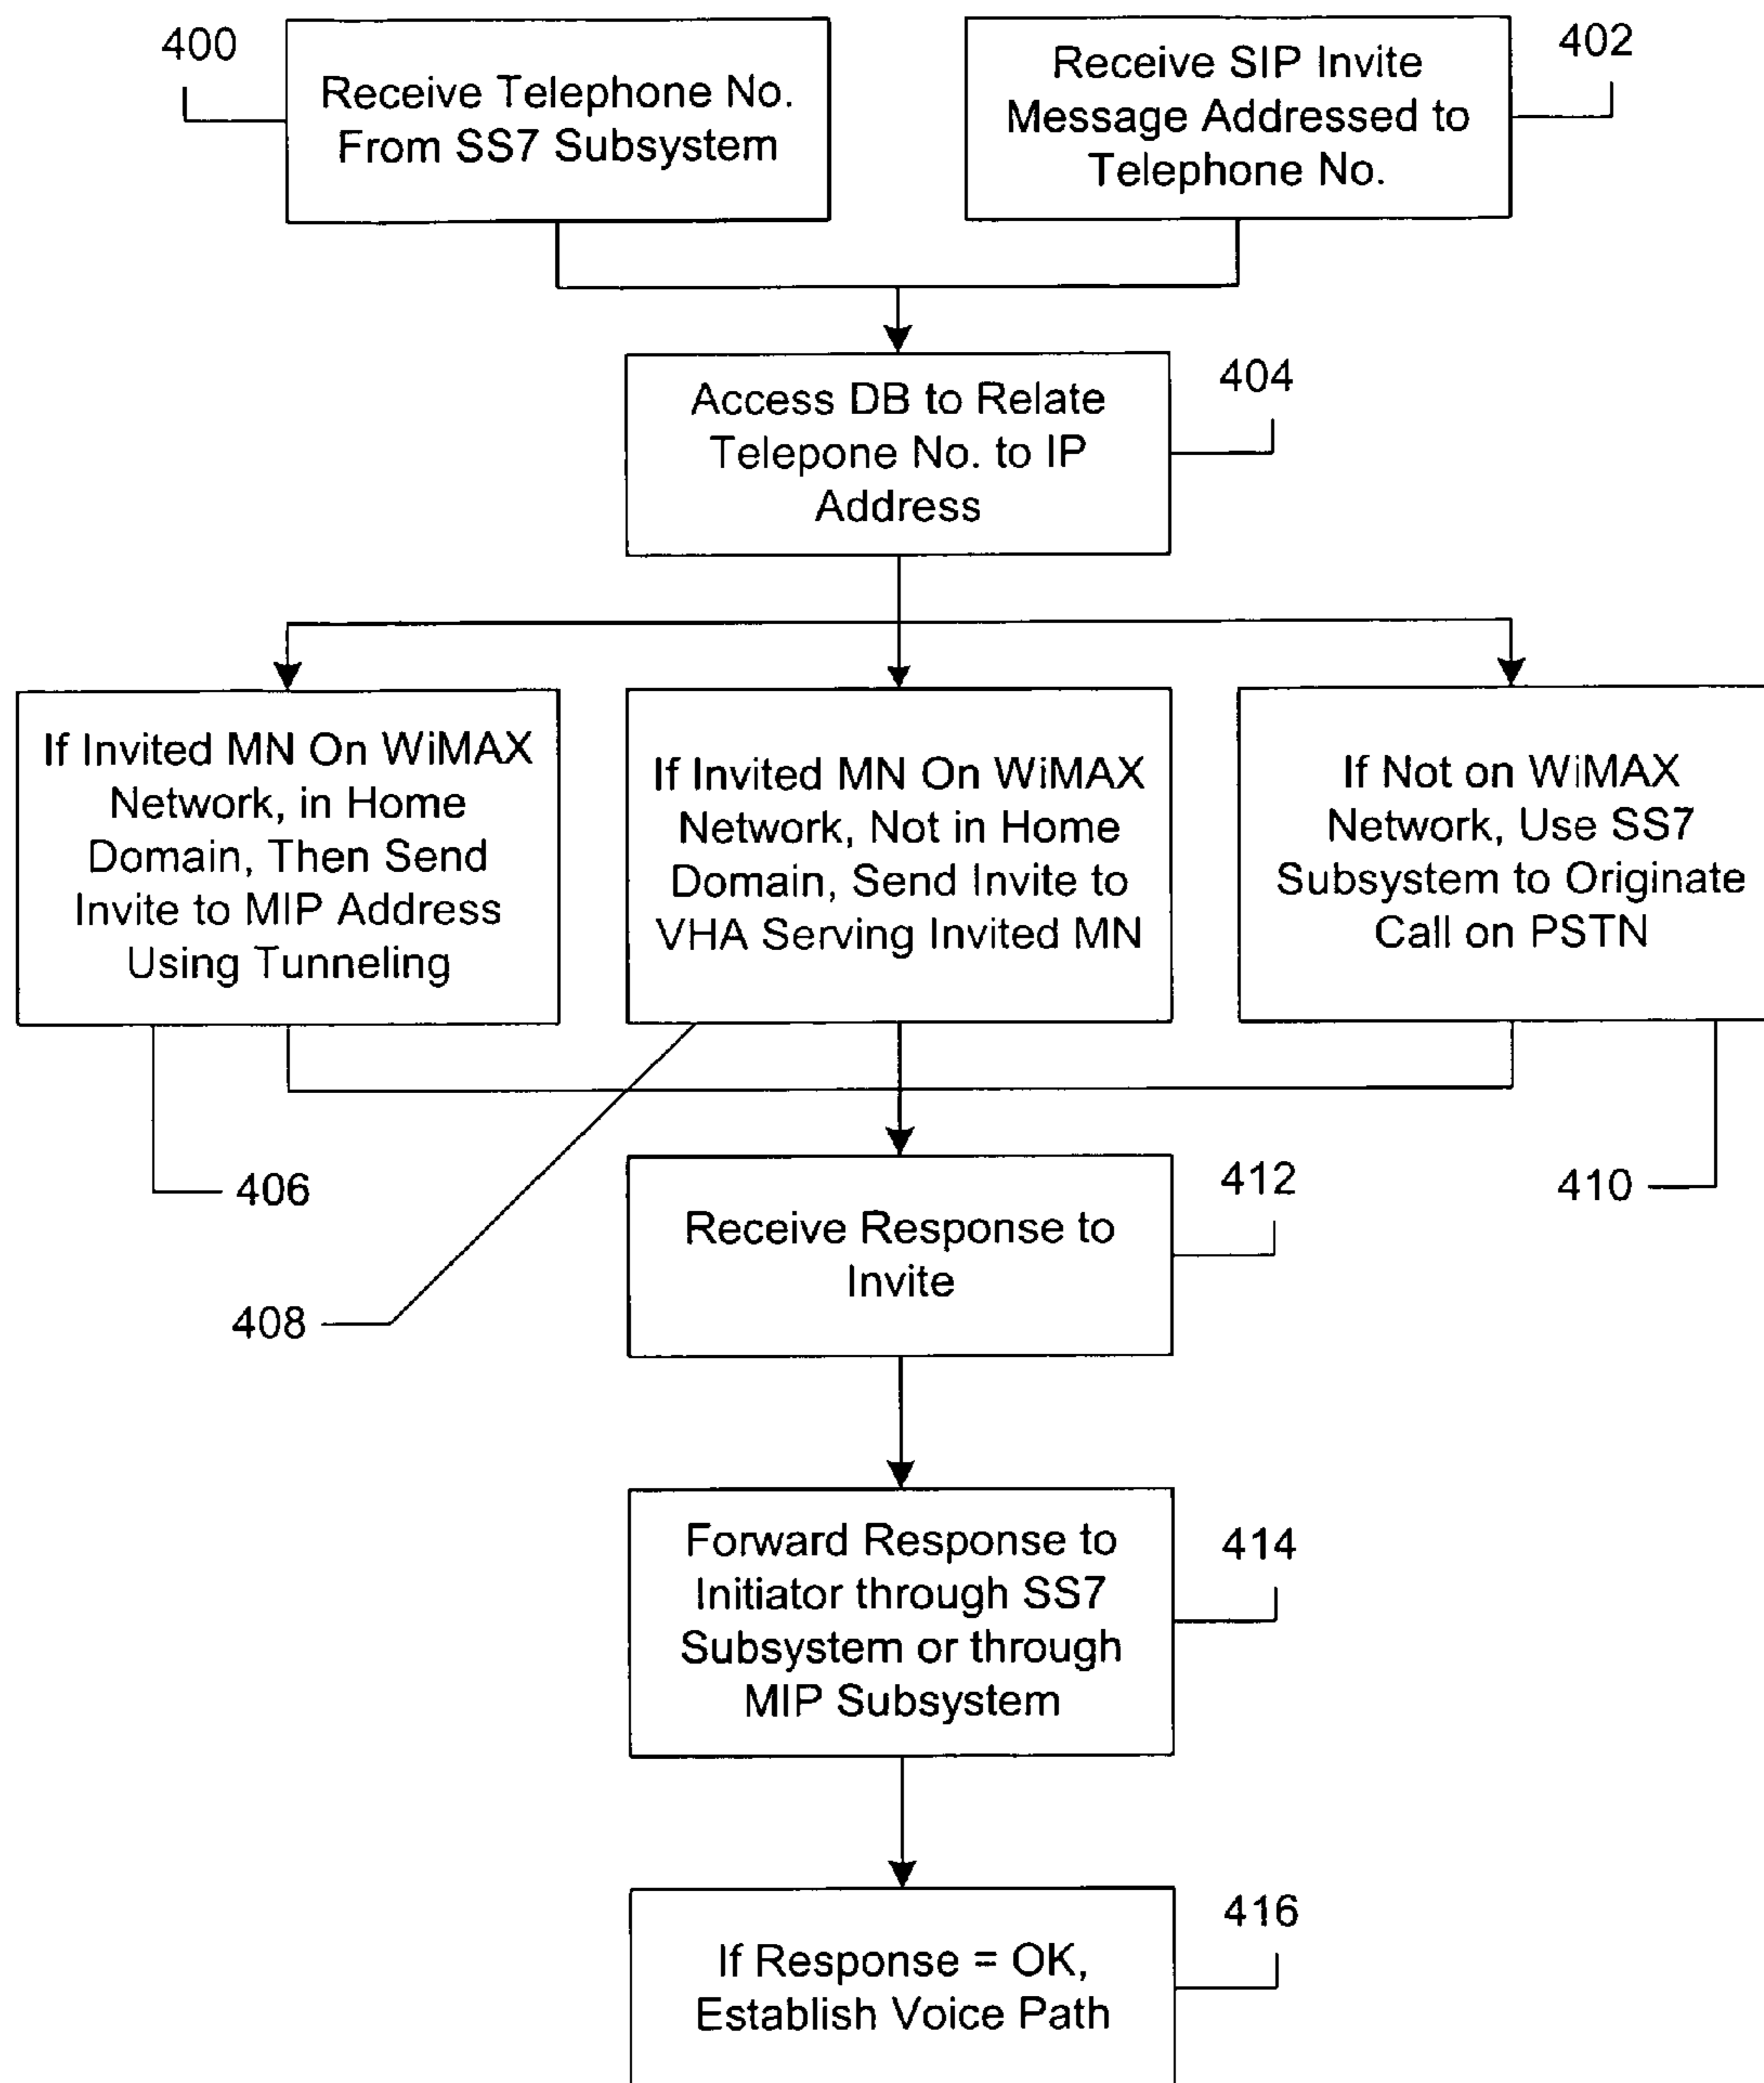 400
Receive Telephone No.
From SS7 Subsystem
Receive SIP Invite
Message Addressed to
Telephone No.
402
Access DB to Relate
Telepone No. to IP
Address
404
If Invited MN On WiMAX
Network, in Home
Domain, Then Send
Invite to MIP Address
Using Tunneling
If Invited MN On WiMAX
Network, Not in Home
Domain, Send Invite to
VHA Serving Invited MN
If Not on WiMAX
Network, Use SS7
Subsystem to Originate
Call on PSTN
406
408
410
Receive Response to
Invite
412
Forward Response to
Initiator through SS7
Subsystem or through
MIP Subsystem
414
If Response = OK,
Establish Voice Path
416